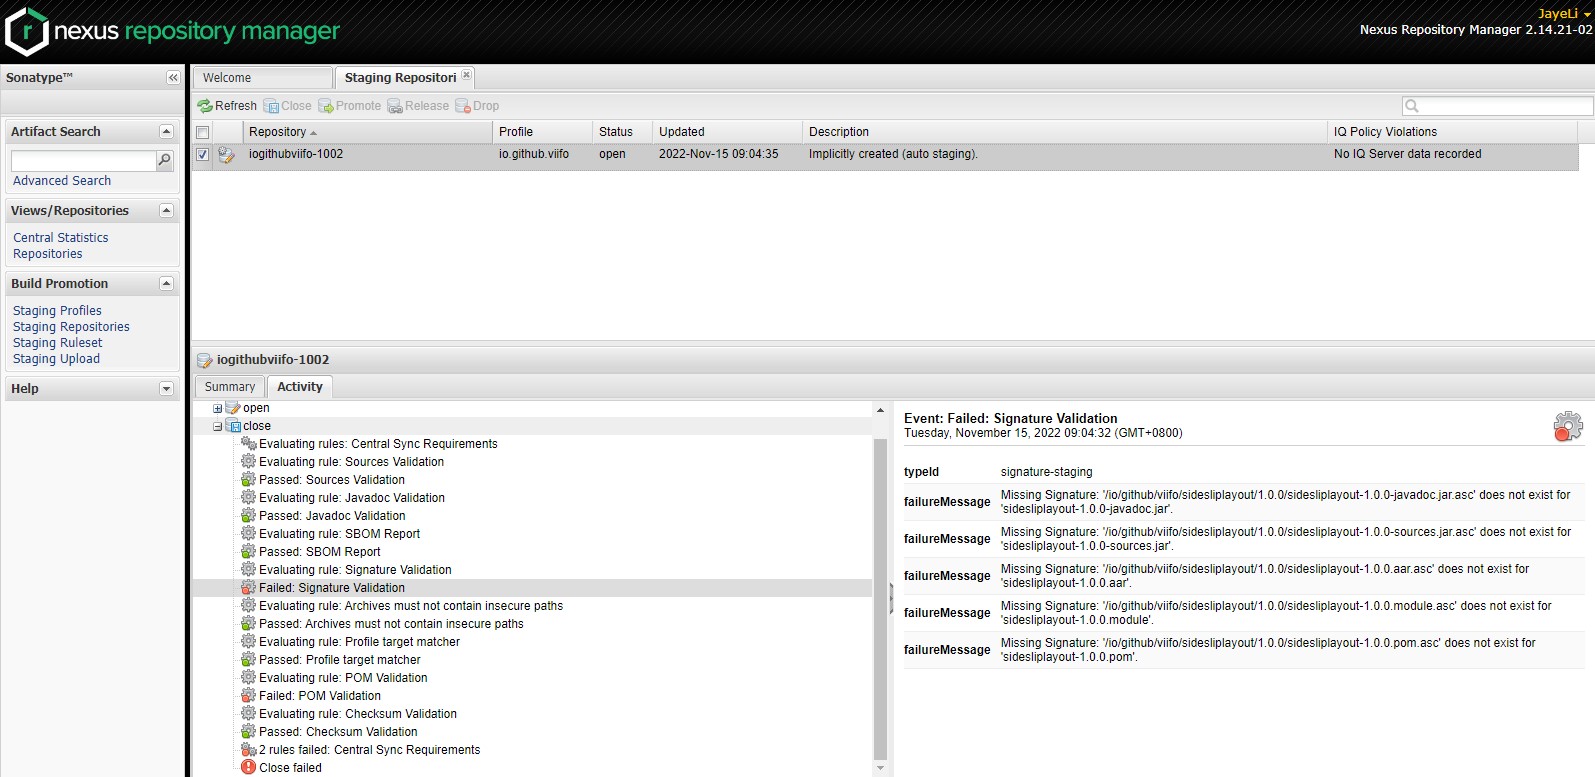 nexus repository manager
JayeLi
Nexus Repository Manager 2.14.21-02
Sonatype™
Artifact Search
Advanced Search
Views/Repositories
Central Statistics
Repositories
Build Promotion
Staging Profiles
Staging Repositories
Staging Ruleset
Staging Upload
Help
Welcome
Staging Repositori
Refresh Close Promote Release Drop
Repository Profile Status Updated Description IQ Policy Violations
iogithubviifo-1002 io.github.viifo open 2022-Nov-15 09:04:35 Implicitly created (auto staging). No IQ Server data recorded
iogithubviifo-1002
Summary
Activity
open
close
Evaluating rules: Central Sync Requirements
Evaluating rule: Sources Validation
Passed: Sources Validation
Evaluating rule: Javadoc Validation
Passed: Javadoc Validation
Evaluating rule: SBOM Report
Passed: SBOM Report
Evaluating rule: Signature Validation
Failed: Signature Validation
Evaluating rule: Archives must not contain insecure paths
Passed: Archives must not contain insecure paths
Evaluating rule: Profile target matcher
Passed: Profile target matcher
Evaluating rule: POM Validation
Failed: POM Validation
Evaluating rule: Checksum Validation
Passed: Checksum Validation
2 rules failed: Central Sync Requirements
Close failed
Event: Failed: Signature Validation
Tuesday, November 15, 2022 09:04:32 (GMT+0800)
typeId signature-staging
failureMessage Missing Signature: '/io/github/viifo/sidesliplayout/1.0.0/sidesliplayout-1.0.0-javadoc.jar.asc' does not exist for
'sidesliplayout-1.0.0-javadoc.jar'.
failureMessage Missing Signature: '/io/github/viifo/sidesliplayout/1.0.0/sidesliplayout-1.0.0-sources.jar.asc' does not exist for
'sidesliplayout-1.0.0-sources.jar'.
failureMessage Missing Signature: '/io/github/viifo/sidesliplayout/1.0.0/sidesliplayout-1.0.0.aar.asc' does not exist for
'sidesliplayout-1.0.0.aar'.
failureMessage Missing Signature: '/io/github/viifo/sidesliplayout/1.0.0/sidesliplayout-1.0.0.module.asc' does not exist for
'sidesliplayout-1.0.0.module'.
failureMessage Missing Signature: '/io/github/viifo/sidesliplayout/1.0.0/sidesliplayout-1.0.0.pom.asc' does not exist for
'sidesliplayout-1.0.0.pom'.